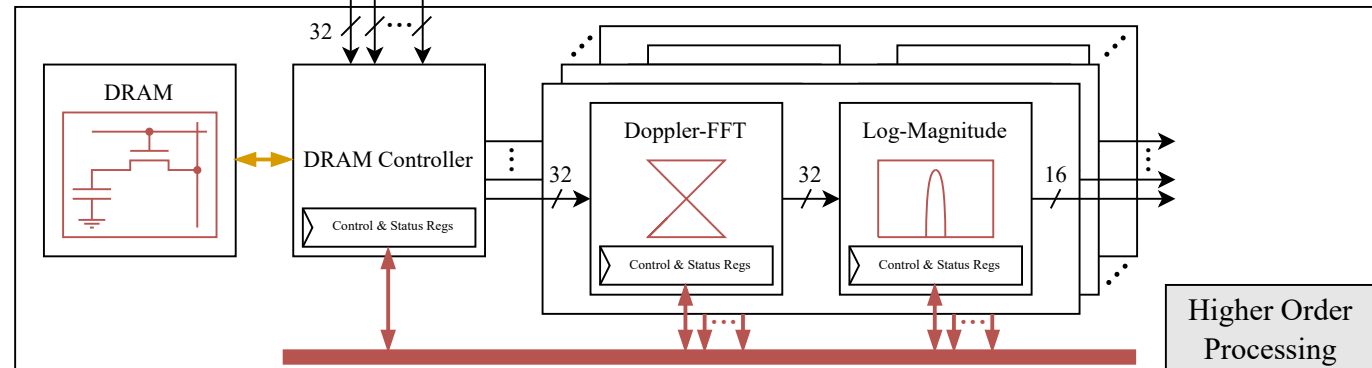 32
DRAM
DRAM Controller
Control & Status Regs
32
Doppler-FFT
Control & Status Regs
32
Log-Magnitude
Control & Status Regs
16
Higher Order
Processing